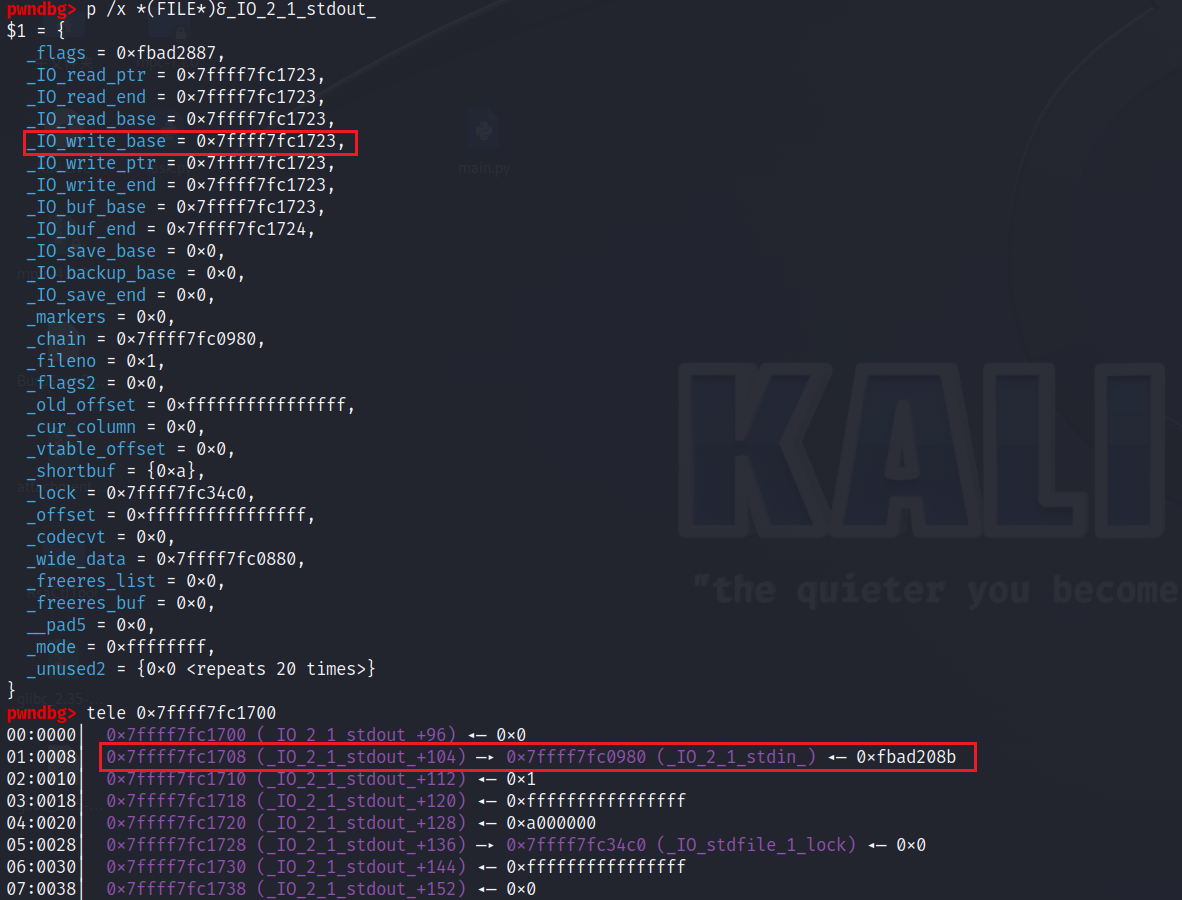 pwndbg> p /x *(FILE*)&_IO_2_1_stdout_
$1 = {
  _flags = 0×fbad2887,
  _IO_read_ptr = 0×7ffff7fc1723,
  _IO_read_end = 0×7ffff7fc1723,
  _IO_read_base = 0×7ffff7fc1723,
  _IO_write_base = 0×7ffff7fc1723,
  _IO_write_ptr = 0×7ffff7fc1723,
  _IO_write_end = 0×7ffff7fc1723,
  _IO_buf_base = 0×7ffff7fc1723,
  _IO_buf_end = 0×7ffff7fc1724,
  _IO_save_base = 0×0,
  _IO_backup_base = 0×0,
  _IO_save_end = 0×0,
  _markers = 0×0,
  _chain = 0×7ffff7fc0980,
  _fileno = 0×1,
  _flags2 = 0×0,
  _old_offset = 0×ffffffffffffffff,
  _cur_column = 0×0,
  _vtable_offset = 0×0,
  _shortbuf = {0×a},
  _lock = 0×7ffff7fc34c0,
  _offset = 0×ffffffffffffffff,
  _codecvt = 0×0,
  _wide_data = 0×7ffff7fc0880,
  _freeres_list = 0×0,
  _freeres_buf = 0×0,
  __pad5 = 0×0,
  _mode = 0×ffffffff,
  _unused2 = {0×0 <repeats 20 times>}
}
pwndbg> tele 0×7ffff7fc1700
00:0000│  0×7ffff7fc1700 (_IO_2_1_stdout_+96) ◂— 0×0
01:0008│  0×7ffff7fc1708 (_IO_2_1_stdout_+104) —▸ 0×7ffff7fc0980 (_IO_2_1_stdin_) ◂— 0×fbad208b
02:0010│  0×7ffff7fc1710 (_IO_2_1_stdout_+112) ◂— 0×1
03:0018│  0×7ffff7fc1718 (_IO_2_1_stdout_+120) ◂— 0×ffffffffffffffff
04:0020│  0×7ffff7fc1720 (_IO_2_1_stdout_+128) ◂— 0×a000000
05:0028│  0×7ffff7fc1728 (_IO_2_1_stdout_+136) —▸ 0×7ffff7fc34c0 (_IO_stdfile_1_lock) ◂— 0×0
06:0030│  0×7ffff7fc1730 (_IO_2_1_stdout_+144) ◂— 0×ffffffffffffffff
07:0038│  0×7ffff7fc1738 (_IO_2_1_stdout_+152) ◂— 0×0
main.py
KALI
"the quieter you become